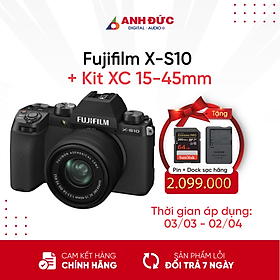 ANH ĐỨC
DIGITAL - AUDIO
Fujifilm X-S10
+ Kit XC 15-45mm
Tặng
FUJIFILM
X-S10
SanDisk
64
Pin + Dock sạc hãng
2.099.000
Thời gian áp dụng:
03/03 - 02/04
CAM KẾT HÀNG
CHÍNH HÃNG
SẢN PHẨM LỖI
ĐỔI TRẢ 7 NGÀY